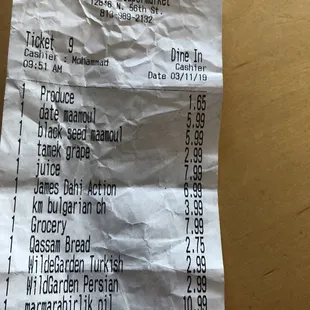 12848 N. 56th St.
813-989-2132
Ticket 9
Dine In
Cashier : Mohammad
Cashier
09:51 AM
Date 03/11/19
1 Produce 1.65
1 date maamoul 5.99
1 black seed maamoul 5.99
1 tamek grape 2.99
1 juice 7.99
1 James Dahi Action 6.99
1 km bulgarian ch 3.99
1 Grocery 7.99
1 Qassam Bread 2.75
1 WildeGarden Turkish 2.99
1 WildGarden Persian 2.99
1 marmarabirlik oil 10.99